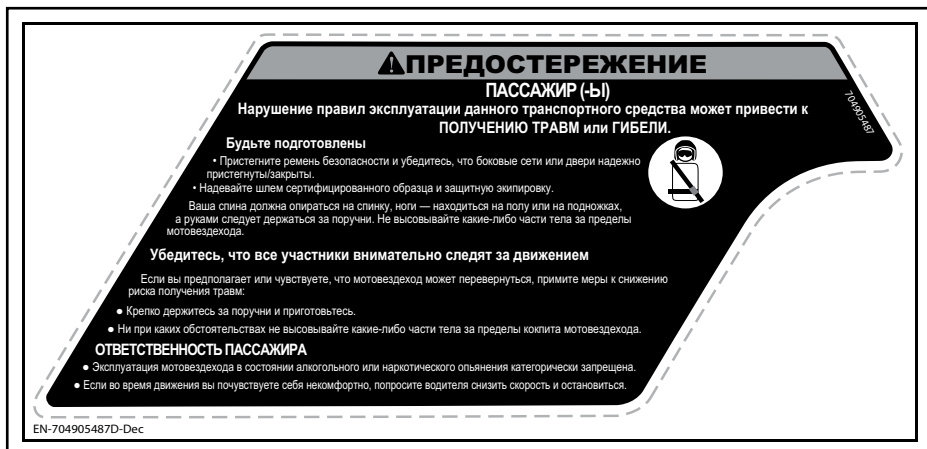 ПРЕДОСТЕРЕЖЕНИЕ
ПАССАЖИР (-Ы)
Нарушение правил эксплуатации данного транспортного средства может привести к
ПОЛУЧЕНИЮ ТРАВМ или ГИБЕЛИ.
704905487
Будьте подготовлены
• Пристегните ремень безопасности и убедитесь, что боковые сети или двери надежно
пристегнуты/закрыты.
• Надевайте шлем сертифицированного образца и защитную экипировку.
Ваша спина должна опираться на спинку, ноги — находиться на полу или на подножках,
а руками следует держаться за поручни. Не высовывайте какие-либо части тела за пределы
мотовездехода.
Убедитесь, что все участники внимательно следят за движением
Если вы предполагает или чувствуете, что мотовездеход может перевернуться, примите меры к снижению
риска получения травм:
● Крепко держитесь за поручни и приготовьтесь.
● Ни при каких обстоятельствах не высовывайте какие-либо части тела за пределы кокпита мотовездехода.
ОТВЕТСТВЕННОСТЬ ПАССАЖИРА
● Эксплуатация мотовездехода в состоянии алкогольного или наркотического опьянения категорически запрещена.
● Если во время движения вы почувствуете себя некомфортно, попросите водителя снизить скорость и остановиться.
EN-704905487D-Dec